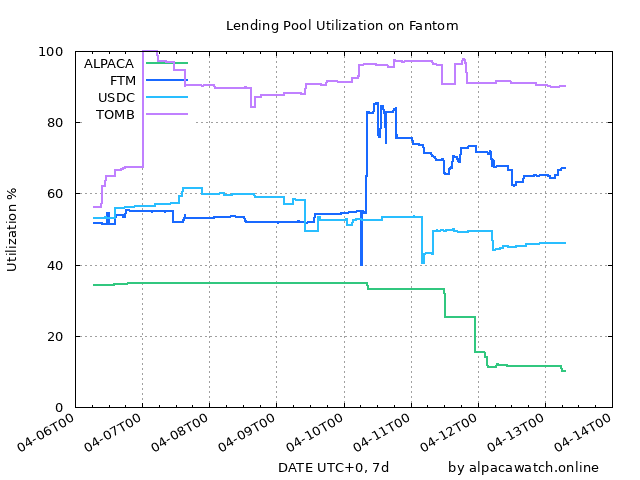 Lending Pool Utilization on Fantom
100
80
60
40
20
0
Utilization %
ALPACA
FTM
USDC
TOMB
04-06T00
04-07T00
04-08T00
04-09T00
04-10T00
04-11T00
04-12T00
04-13T00
04-14T00
DATE UTC+0, 7d
by alpacawatch.online